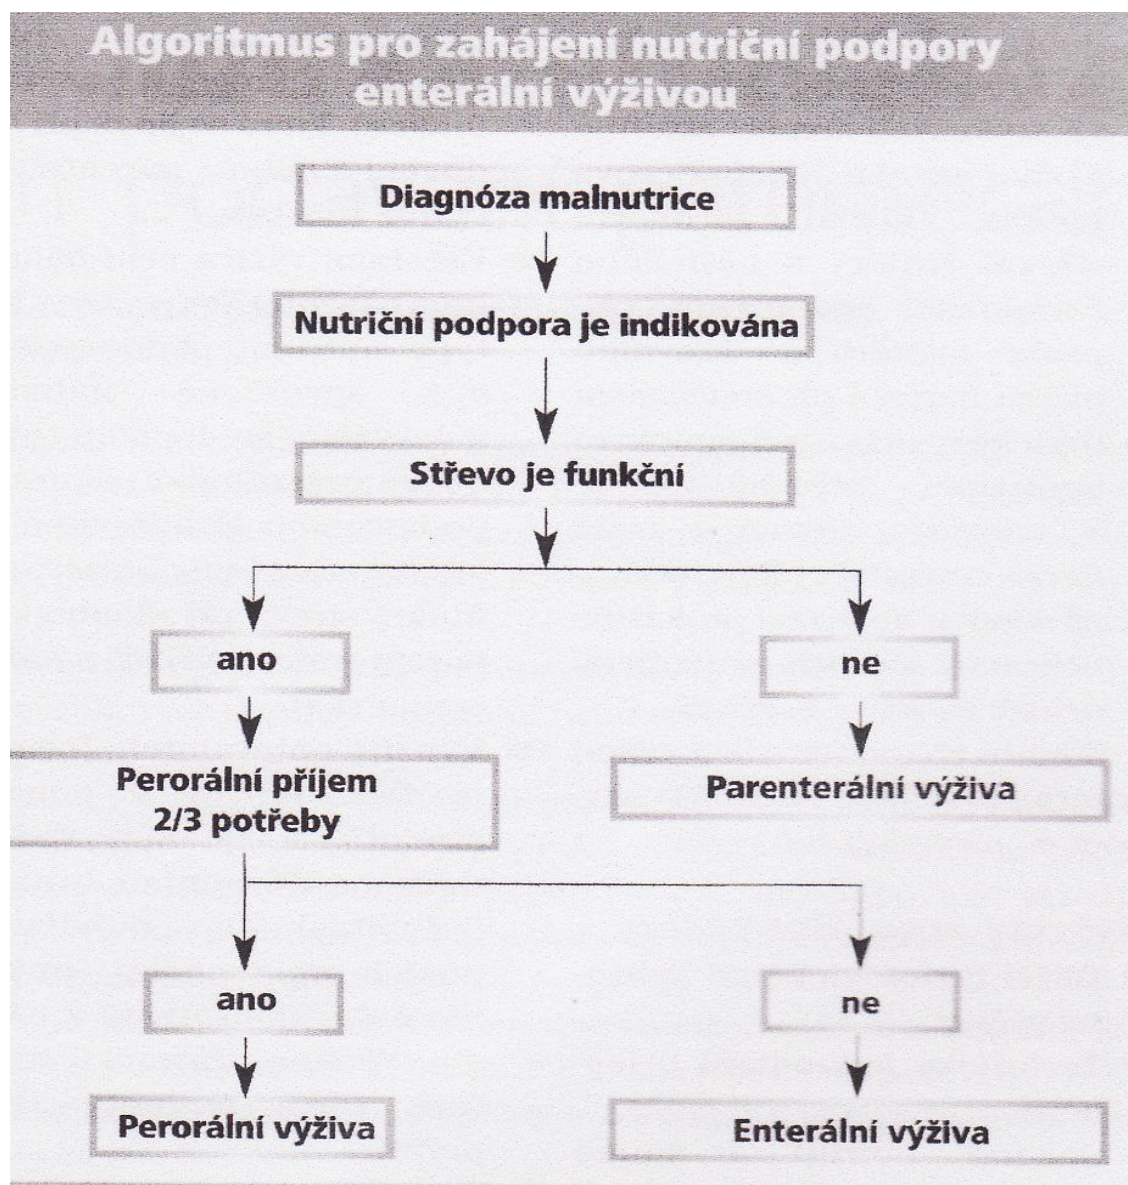 Algoritmus pro zahájení nutriční podpory
enterální výživou
Diagnóza malnutrice
Nutriční podpora je indikována
Střevo je funkční
ano
ne
Perorální příjem
2/3 potřeby
Parenterální výživa
ano
ne
Perorální výživa
Enterální výživa